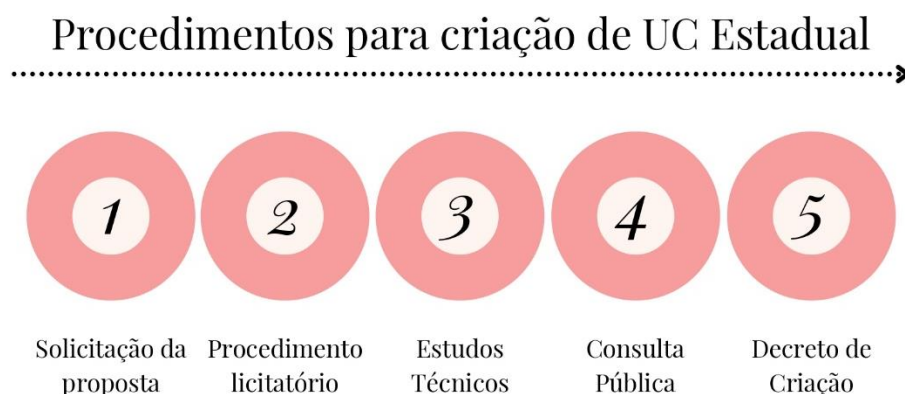 Procedimentos para criação de UC Estadual
1 2 3 4 5
Solicitação da Procedimento Estudos Consulta Decreto de
proposta licitatório Técnicos Pública Criação